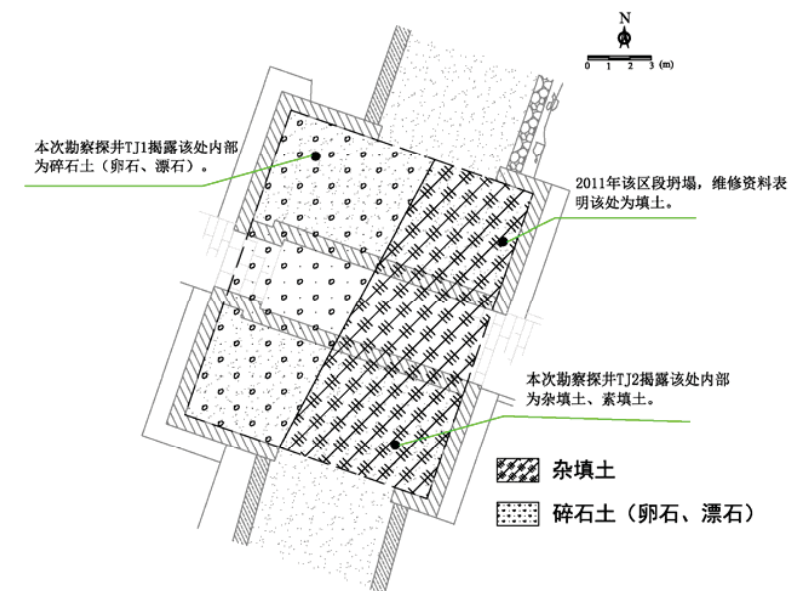 N
0 1 2 3 (m)
本次勘察探井TJ1揭露该处内部
为碎石土（卵石、漂石）。
2011年该区段坍塌，维修资料表
明该处为填土。
本次勘察探井TJ2揭露该处内部
为杂填土、素填土。
杂填土
碎石土（卵石、漂石）